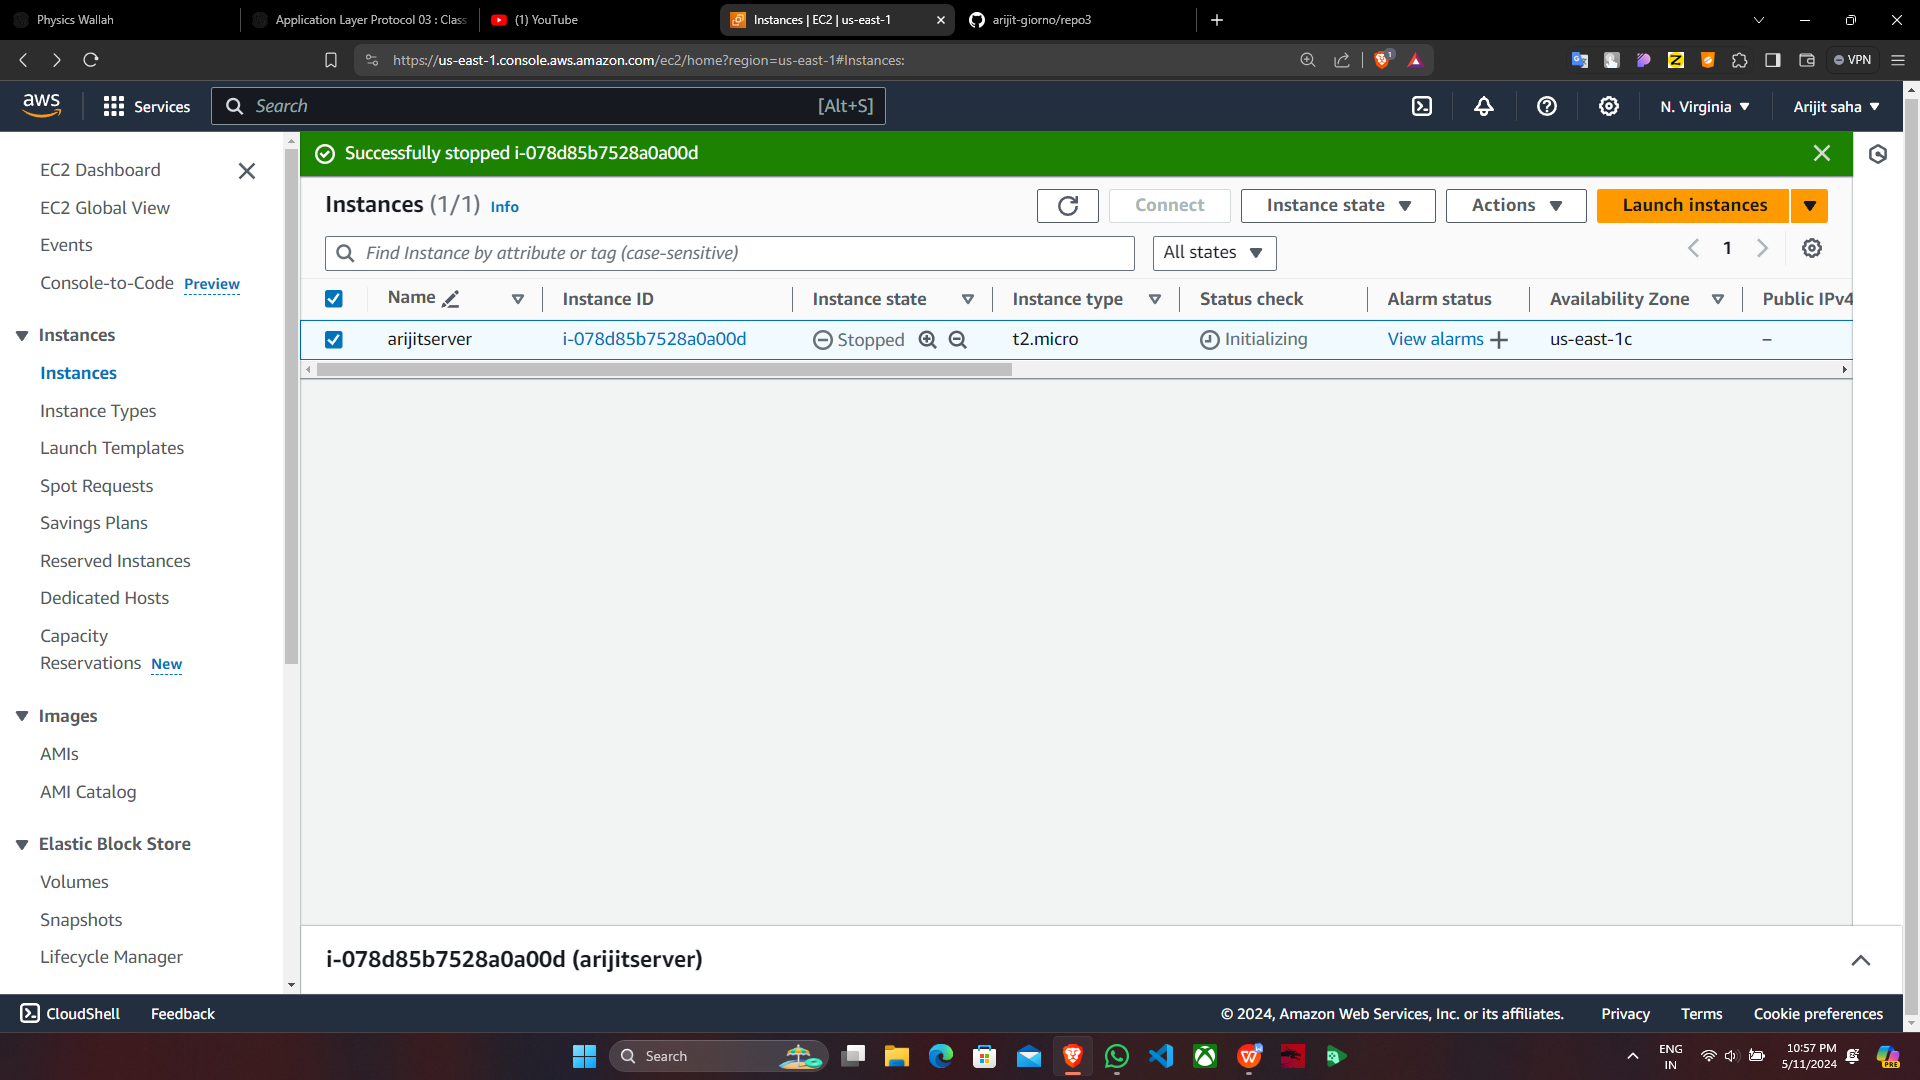 Physics Wallah
Application Layer Protocol 03 : Class
(1) YouTube
Instances | EC2 | us-east-1
arijit-giorno/repo3
https://us-east-1.console.aws.amazon.com/ec2/home?region=us-east-1#Instances:
1
VPN
aws
Services
Search
[Alt+S]
N. Virginia
Arijit saha
EC2 Dashboard
EC2 Global View
Events
Console-to-Code Preview
Instances
Instances
Instance Types
Launch Templates
Spot Requests
Savings Plans
Reserved Instances
Dedicated Hosts
Capacity
Reservations New
Images
AMIs
AMI Catalog
Elastic Block Store
Volumes
Snapshots
Lifecycle Manager
Successfully stopped i-078d85b7528a0a00d
Instances (1/1) Info
Connect
Instance state
Actions
Launch instances
Find Instance by attribute or tag (case-sensitive)
All states
1
Name Instance ID Instance state Instance type Status check Alarm status Availability Zone Public IPv4
arijitserver i-078d85b7528a0a00d Stopped t2.micro Initializing View alarms + us-east-1c –
i-078d85b7528a0a00d (arijitserver)
CloudShell
Feedback
© 2024, Amazon Web Services, Inc. or its affiliates.
Privacy
Terms
Cookie preferences
Search
ENG
IN
10:57 PM
5/11/2024
PRE